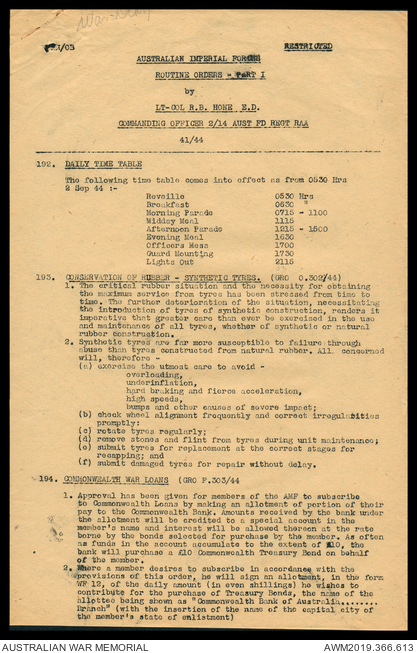 RESTRICTED
AUSTRALIAN IMPERIAL FORCES
ROUTINE ORDERS - PART I
by
LT-COL R.B. HONE E.D.
COMMANDING OFFICER 2/14 AUST FD REGT RAA
41/44
192. DAILY TIME TABLE
The following time table comes into effect as from 0530 Hrs
2 Sep 44 :-
Reveille 0530 Hrs
Breakfast 0630 "
Morning Parade 0715 - 1100
Midday Meal 1115
Afternoon Parade 1215 - 1500
Evening Meal 1630
Officers Mess 1700
Guard Mounting 1730
Lights Out 2115
193. CONSERVATION OF RUBBER - SYNTHETIC TYRES. (GRO O.302/44)
1. The critical rubber situation and the necessity for obtaining
the maximum service from tyres has been stressed from time to
time. The further deterioration of the situation, necessitating
the introduction of tyres of synthetic construction, renders it
imperative that greater care than ever be exercised in the use
and maintenance of all tyres, whether of synthetic or natural
rubber construction.
2. Synthetic tyres are far more susceptible to failure through
abuse than tyres constructed from natural rubber. All concerned
will, therefore -
(a) exercise the utmost care to avoid -
overloading,
underinflation,
hard braking and fierce acceleration,
high speeds,
bumps and other causes of severe impact;
(b) check wheel alignment frequently and correct irregulatities
promptly;
(c) rotate tyres regularly;
(d) remove stones and flint from tyres during unit maintenance;
(e) submit tyres for replacement at the correct stages for
recapping; and
(f) submit damaged tyres for repair without delay.
194. COMMONWEALTH WAR LOANS (GRO F.303/44
1. Approval has been given for members of the AMF to subscribe
to Commonwealth Loans by making an allotment of portion of their
pay to the Commonwealth Bank. Amounts received by the bank under
the allotment will be credited to a special account in the
member's name and interest will be allowed thereon at the rate
borne by the bonds selected for purchase by the member. As often
as funds in the account accumulate to the extent of £10, the
bank will purchase a £10 Commonwealth Treasury Bond on behalf
of the member.
2. Where a member desires to subscribe in accordance with the
provisions of this order, he will sign an allotment, in the form
WF 12, of the daily amount (in even shillings) he wishes to
contribute for the purchase of Treasury Bonds, the name of the
allottee being shown as "Commonwealth Bank of Australia........
Branch" (with the insertion of the name of the capital city of
the member's state of enlistment)
AUSTRALIAN WAR MEMORIAL AWM2019.366.613